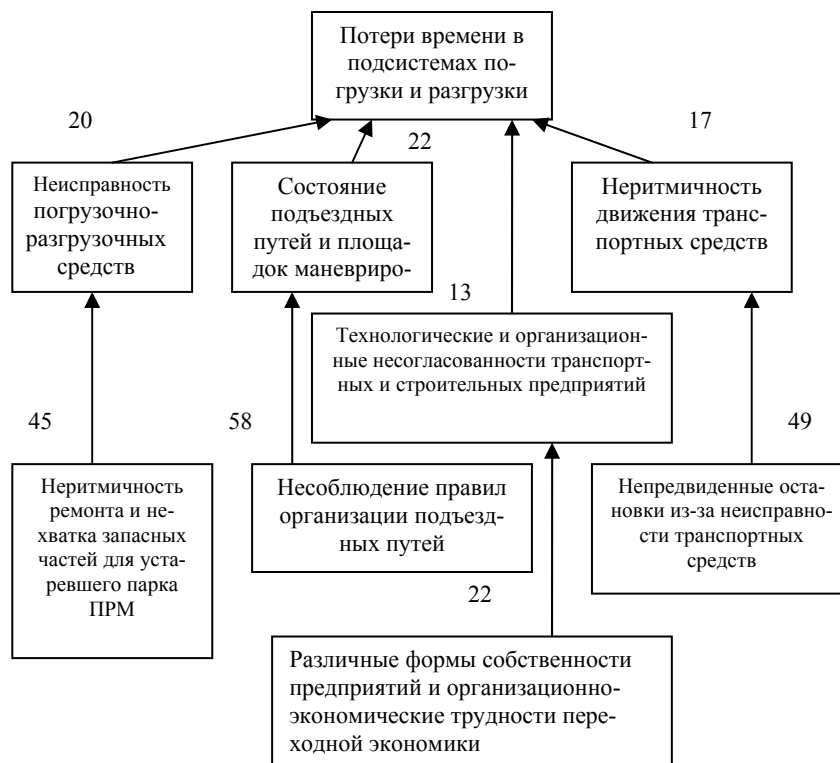 Потери времени в
подсистемах по-
грузки и разгрузки
20
22
17
Неисправность
погрузочно-
разгрузочных
средств
Состояние
подъездных
путей и площа-
док маневриро-
Неритмичность
движения транс-
портных средств
13
Технологические и организацион-
ные несогласованности транспорт-
ных и строительных предприятий
45
58
49
Неритмичность
ремонта и не-
хватка запасных
частей для уста-
ревшего парка
ПРМ
Несоблюдение правил
организации подъезд-
ных путей
Непредвиденные оста-
новки из-за неисправно-
сти транспортных
средств
22
Различные формы собственности
предприятий и организационно-
экономические трудности пере-
ходной экономики